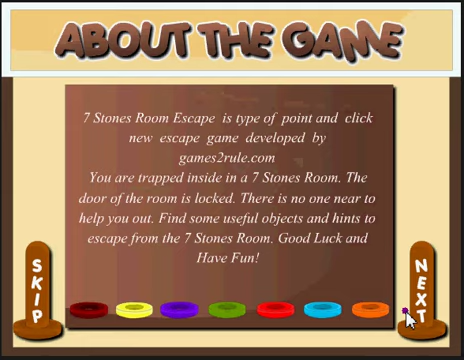 ABOUT THE GAME
7 Stones Room Escape is type of point and click
new escape game developed by
games2rule.com
You are trapped inside in a 7 Stones Room. The
door of the room is locked. There is no one near to
help you out. Find some useful objects and hints to
escape from the 7 Stones Room. Good Luck and
Have Fun!
SKIP
NEXT